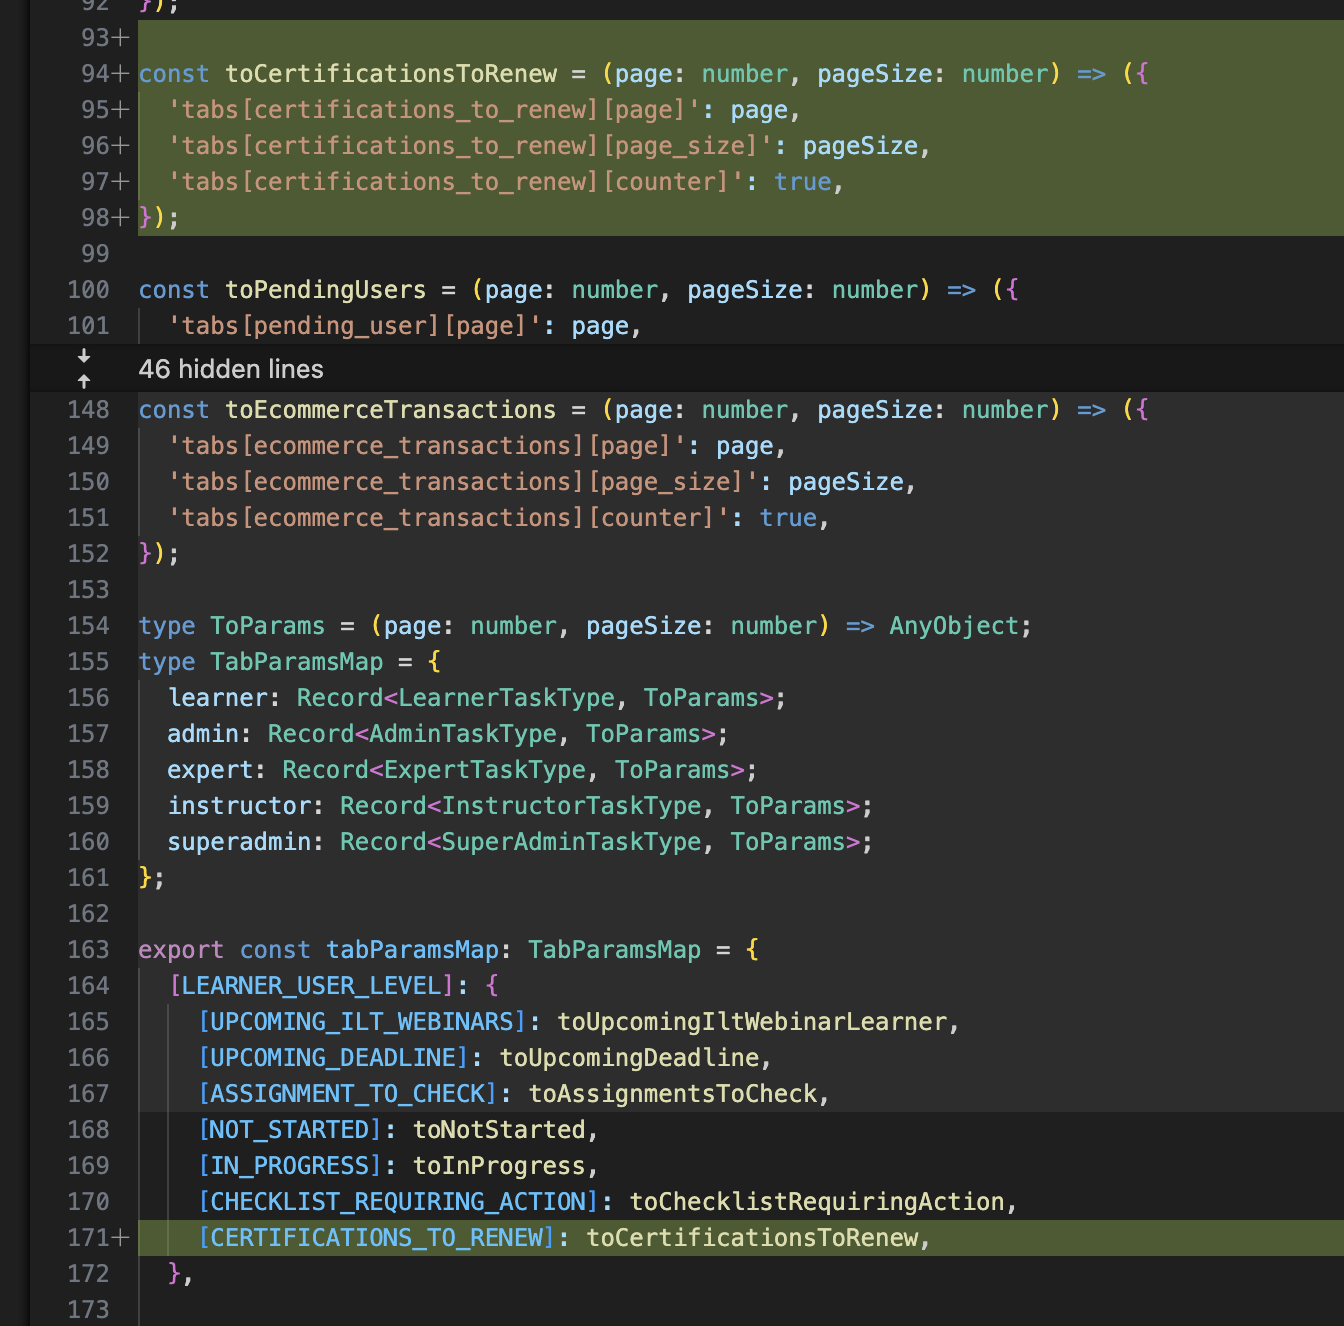 92 });
93+
94+ const toCertificationsToRenew = (page: number, pageSize: number) => ({
95+ 'tabs[certifications_to_renew][page]': page,
96+ 'tabs[certifications_to_renew][page_size]': pageSize,
97+ 'tabs[certifications_to_renew][counter]': true,
98+ });
99
100 const toPendingUsers = (page: number, pageSize: number) => ({
101 'tabs[pending_user][page]': page,
46 hidden lines
148 const toEcommerceTransactions = (page: number, pageSize: number) => ({
149 'tabs[ecommerce_transactions][page]': page,
150 'tabs[ecommerce_transactions][page_size]': pageSize,
151 'tabs[ecommerce_transactions][counter]': true,
152 });
153
154 type ToParams = (page: number, pageSize: number) => AnyObject;
155 type TabParamsMap = {
156 learner: Record<LearnerTaskType, ToParams>;
157 admin: Record<AdminTaskType, ToParams>;
158 expert: Record<ExpertTaskType, ToParams>;
159 instructor: Record<InstructorTaskType, ToParams>;
160 superadmin: Record<SuperAdminTaskType, ToParams>;
161 };
162
163 export const tabParamsMap: TabParamsMap = {
164 [LEARNER_USER_LEVEL]: {
165 [UPCOMING_ILT_WEBINARS]: toUpcomingIltWebinarLearner,
166 [UPCOMING_DEADLINE]: toUpcomingDeadline,
167 [ASSIGNMENT_TO_CHECK]: toAssignmentsToCheck,
168 [NOT_STARTED]: toNotStarted,
169 [IN_PROGRESS]: toInProgress,
170 [CHECKLIST_REQUIRING_ACTION]: toChecklistRequiringAction,
171+ [CERTIFICATIONS_TO_RENEW]: toCertificationsToRenew,
172 },
173